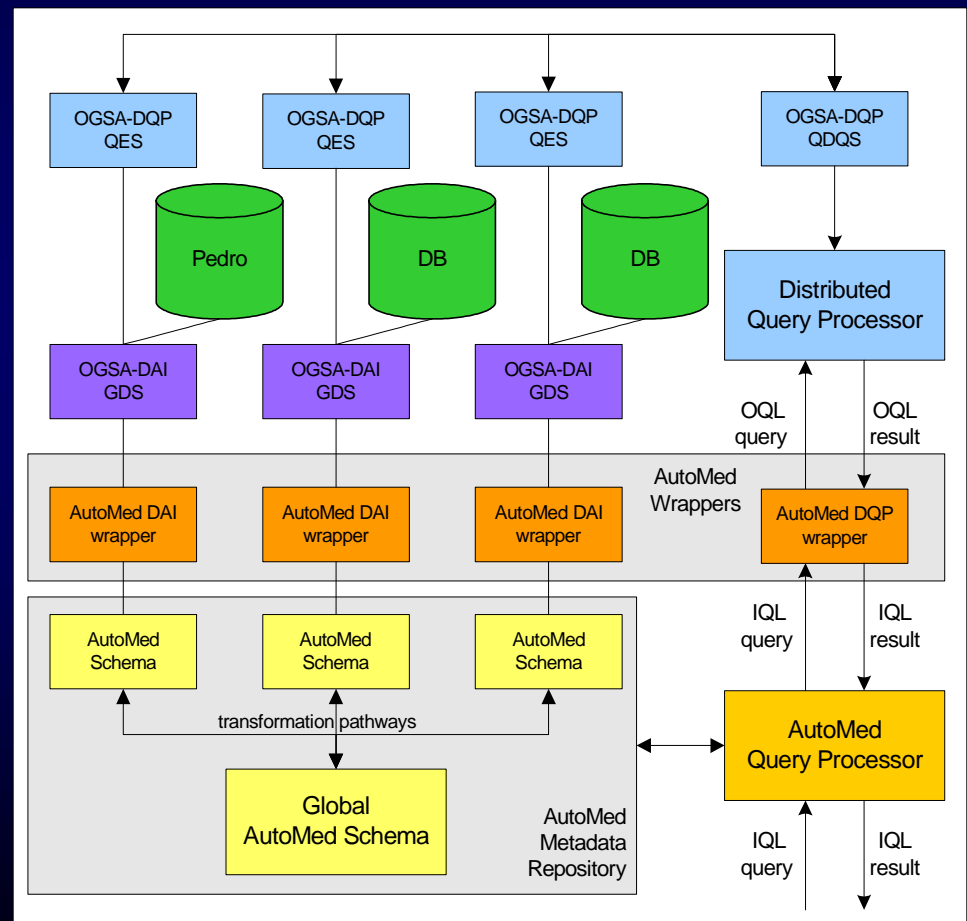 OGSA-DQP
QES
OGSA-DQP
QES
OGSA-DQP
QES
OGSA-DQP
QDQS
Pedro
DB
DB
Distributed
Query Processor
OGSA-DAI
GDS
OGSA-DAI
GDS
OGSA-DAI
GDS
OQL
query
OQL
result
AutoMed
Wrappers
AutoMed DAI
wrapper
AutoMed DAI
wrapper
AutoMed DAI
wrapper
AutoMed DQP
wrapper
IQL
query
IQL
result
AutoMed
Schema
AutoMed
Schema
AutoMed
Schema
transformation pathways
AutoMed
Query Processor
Global
AutoMed Schema
AutoMed
Metadata
Repository
IQL
query
IQL
result